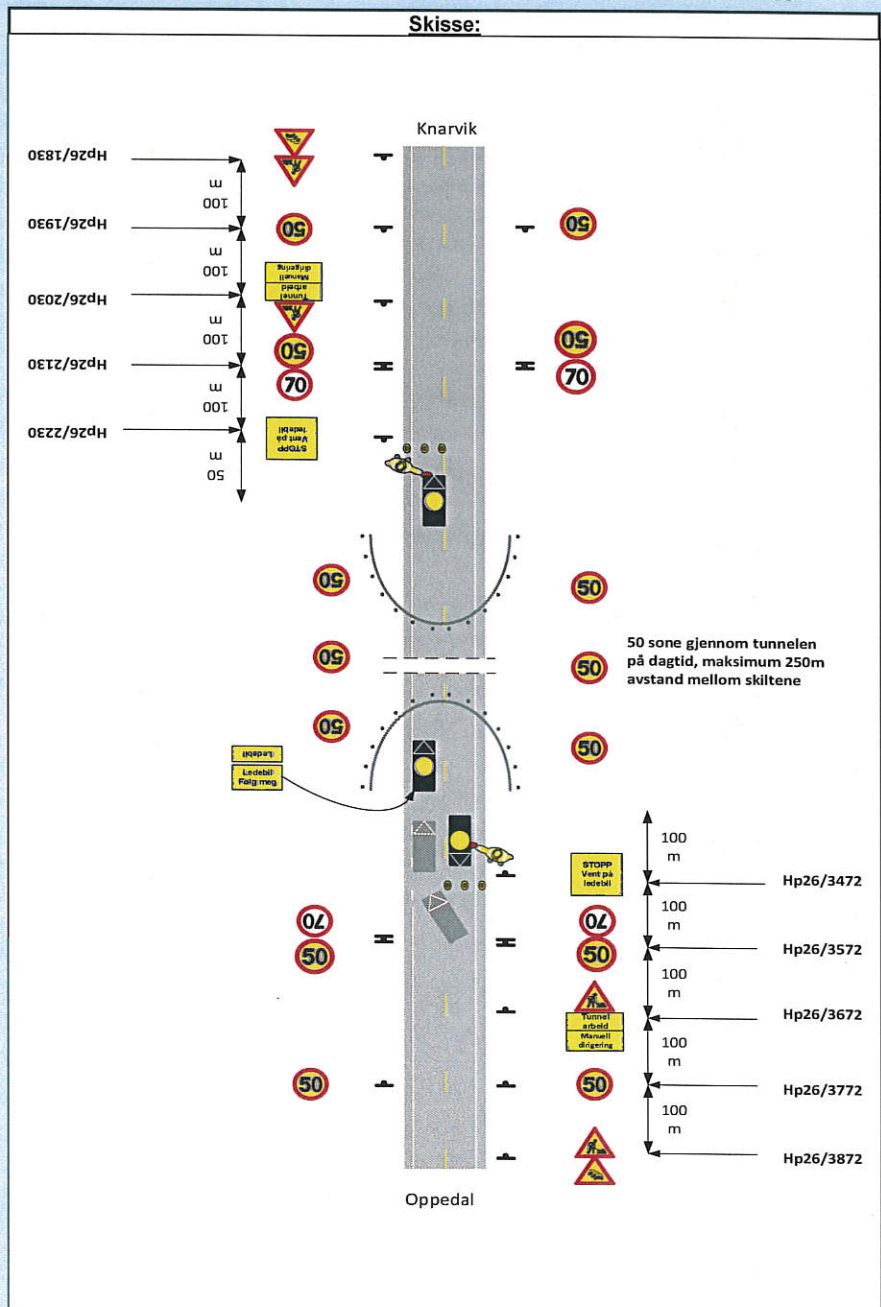 Skisse:
Knarvik
Hp26/1830
100
m
Hp26/1930
50
50
100
m
Tunnel
arbeid
Manuell
dirigering
Hp26/2030
100
m
50
50
Hp26/2130
70
70
100
m
STOPP
Vent på
ledebil
Hp26/2230
50
m
50
50
50
50
50 sone gjennom tunnelen
på dagtid, maksimum 250m
avstand mellom skiltene
50
50
Ledebil
Ledebil
Følg meg
100
m
STOPP
Vent på
ledebil
Hp26/3472
100
m
70
70
Hp26/3572
50
50
100
m
Tunnel
arbeid
Manuell
dirigering
Hp26/3672
100
m
50
50
Hp26/3772
100
m
Hp26/3872
Oppedal